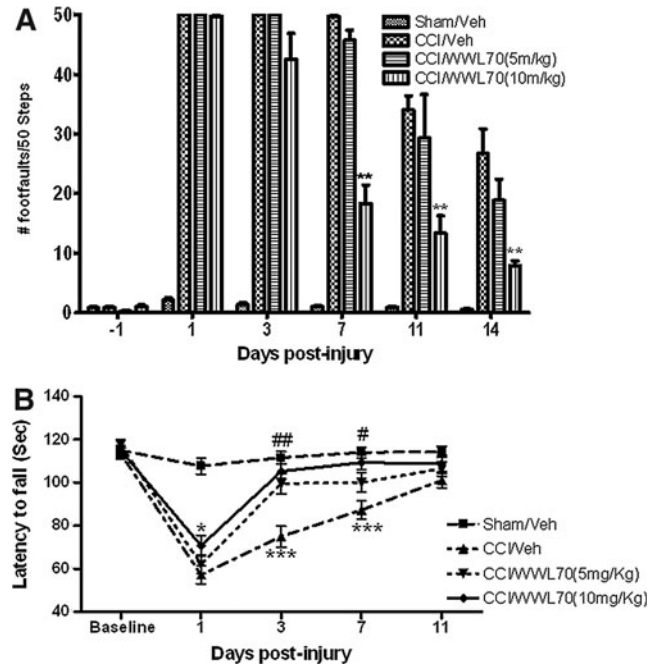 A
50
40
30
20
10
0
# footfaults/50 Steps
Sham/Veh
CCI/Veh
CCI/WWL70(5m/kg)
CCI/WWL70(10m/kg)
**
**
**
-1 1 3 7 11 14
Days post-injury
B
140
120
100
80
60
40
Latency to fall (Sec)
## #
*
***
***
Sham/Veh
CCI/Veh
CCI/WWL70(5mg/Kg)
CCI/WWL70(10mg/Kg)
Baseline 1 3 7 11
Days post-injury